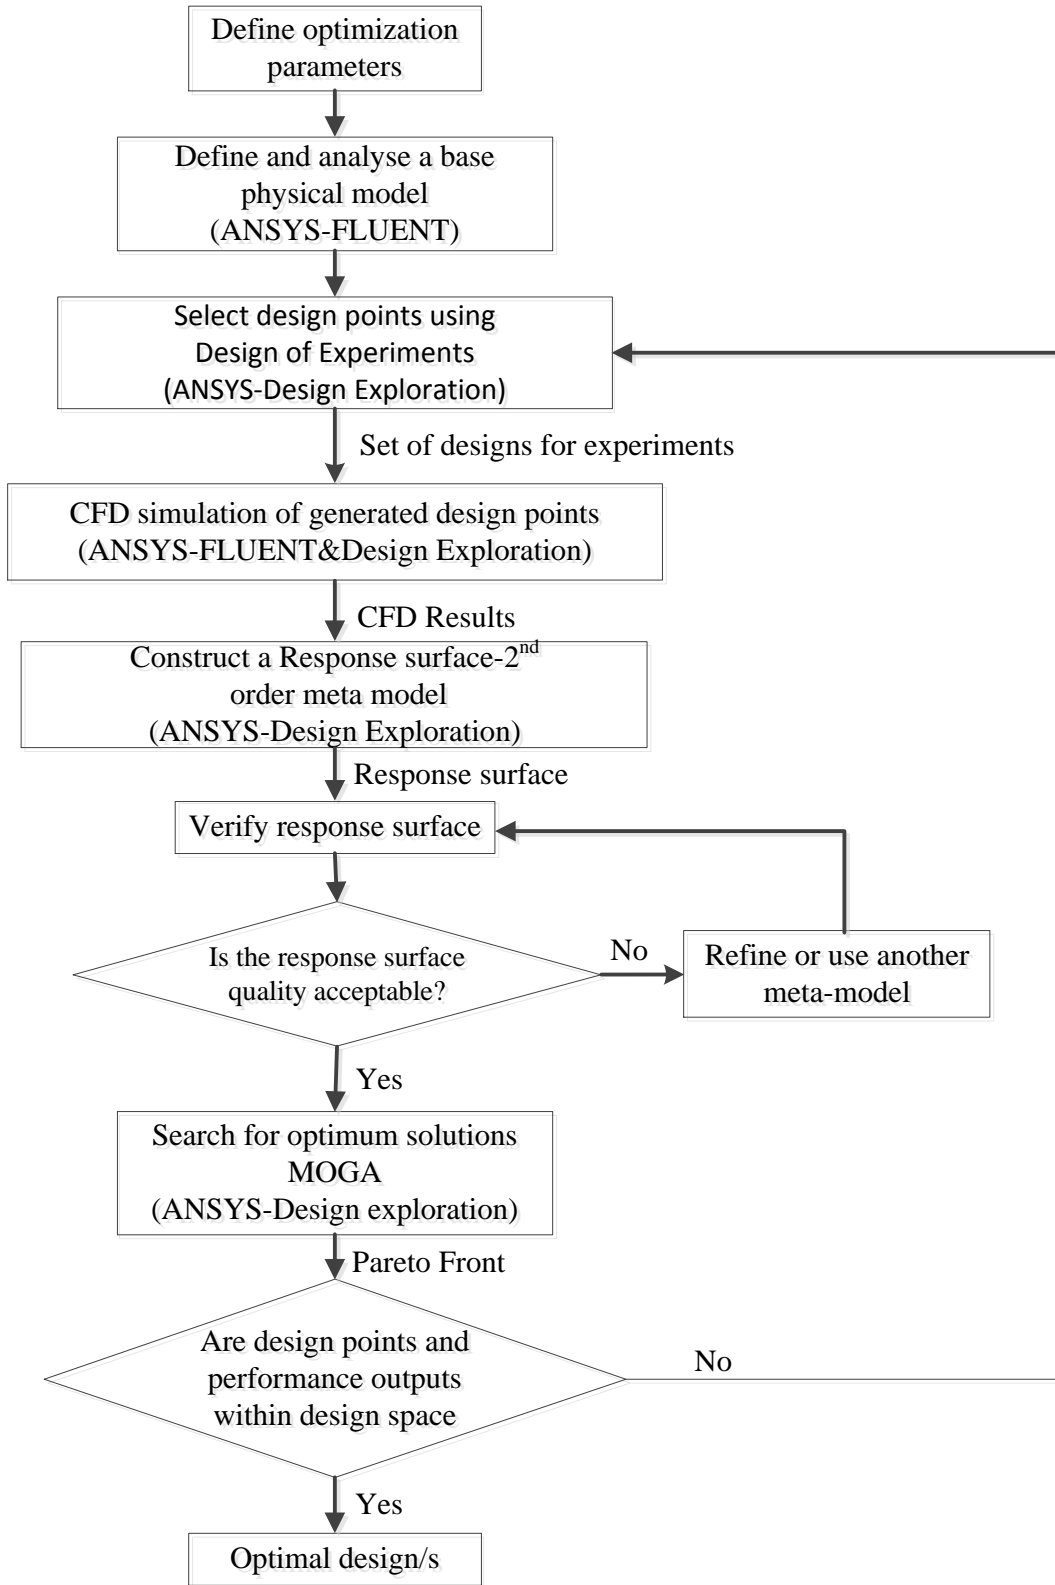 Define optimization
parameters
Define and analyse a base
physical model
(ANSYS-FLUENT)
Select design points using
Design of Experiments
(ANSYS-Design Exploration)
Set of designs for experiments
CFD simulation of generated design points
(ANSYS-FLUENT&Design Exploration)
CFD Results
Construct a Response surface-2nd
order meta model
(ANSYS-Design Exploration)
Response surface
Verify response surface
Is the response surface
quality acceptable?
No
Refine or use another
meta-model
Yes
Search for optimum solutions
MOGA
(ANSYS-Design exploration)
Pareto Front
Are design points and
performance outputs
within design space
No
Yes
Optimal design/s